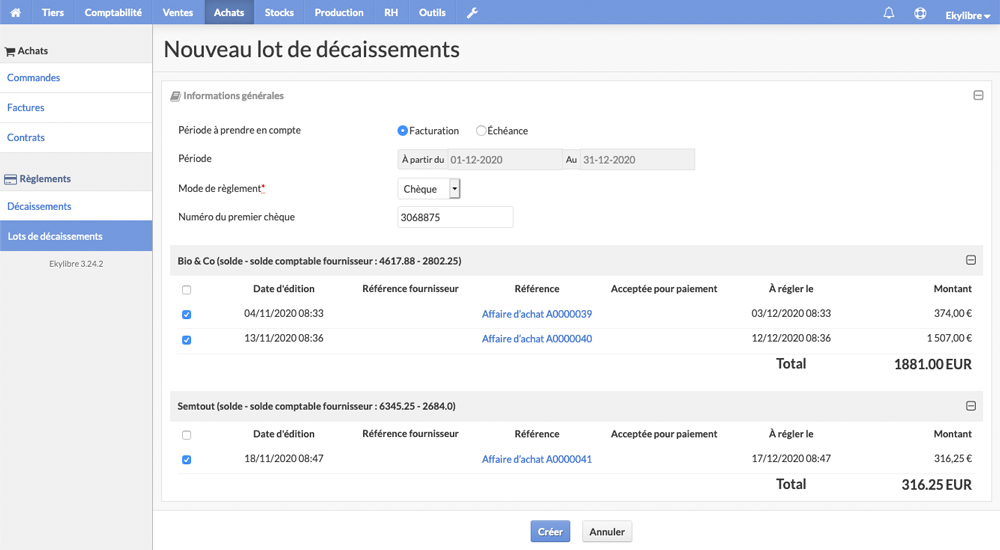 Tiers Comptabilité Ventes Achats Stocks Production RH Outils Ekylibre
Achats
Commandes
Factures
Contrats
Règlements
Décaissements
Lots de décaissements
Ekylibre 3.24.2
Nouveau lot de décaissements
Informations générales
Période à prendre en compte Facturation Échéance
Période À partir du 01-12-2020 Au 31-12-2020
Mode de règlement* Chèque
Numéro du premier chèque 3068875
Bio & Co (solde - solde comptable fournisseur : 4617.88 - 2802.25)
Date d'édition Référence fournisseur Référence Acceptée pour paiement À régler le Montant
04/11/2020 08:33 Affaire d'achat A0000039 03/12/2020 08:33 374,00 €
13/11/2020 08:36 Affaire d'achat A0000040 12/12/2020 08:36 1 507,00 €
Total 1881.00 EUR
Semtout (solde - solde comptable fournisseur : 6345.25 - 2684.0)
Date d'édition Référence fournisseur Référence Acceptée pour paiement À régler le Montant
18/11/2020 08:47 Affaire d'achat A0000041 17/12/2020 08:47 316,25 €
Total 316.25 EUR
Créer Annuler